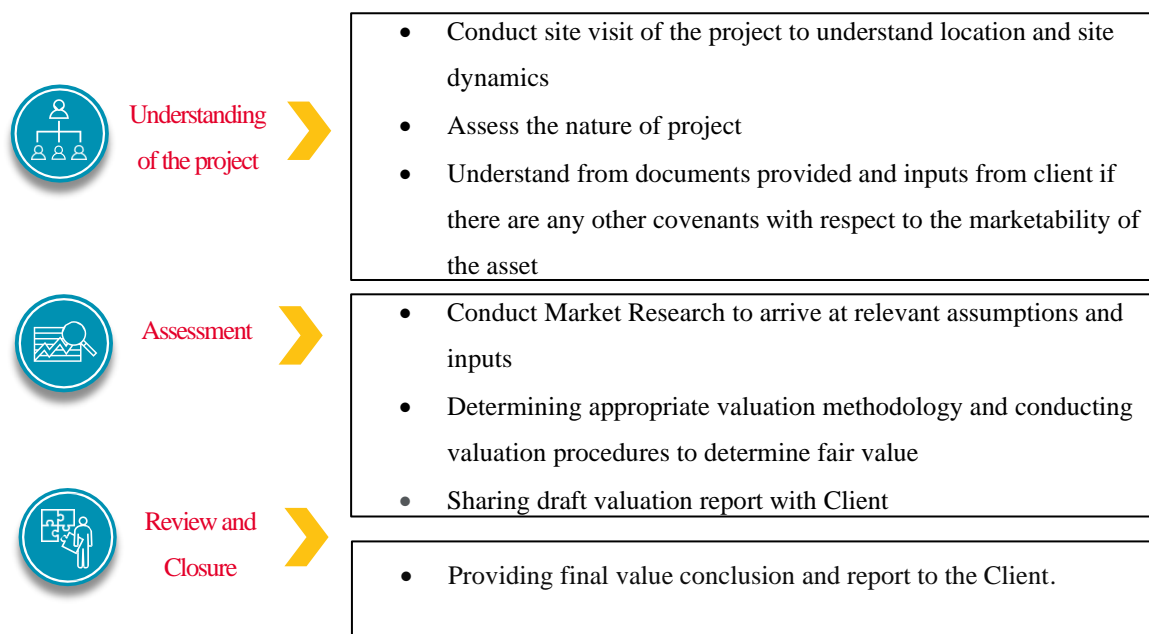 Understanding
of the project
• Conduct site visit of the project to understand location and site
dynamics
• Assess the nature of project
• Understand from documents provided and inputs from client if
there are any other covenants with respect to the marketability of
the asset
Assessment
• Conduct Market Research to arrive at relevant assumptions and
inputs
• Determining appropriate valuation methodology and conducting
valuation procedures to determine fair value
• Sharing draft valuation report with Client
Review and
Closure
• Providing final value conclusion and report to the Client.